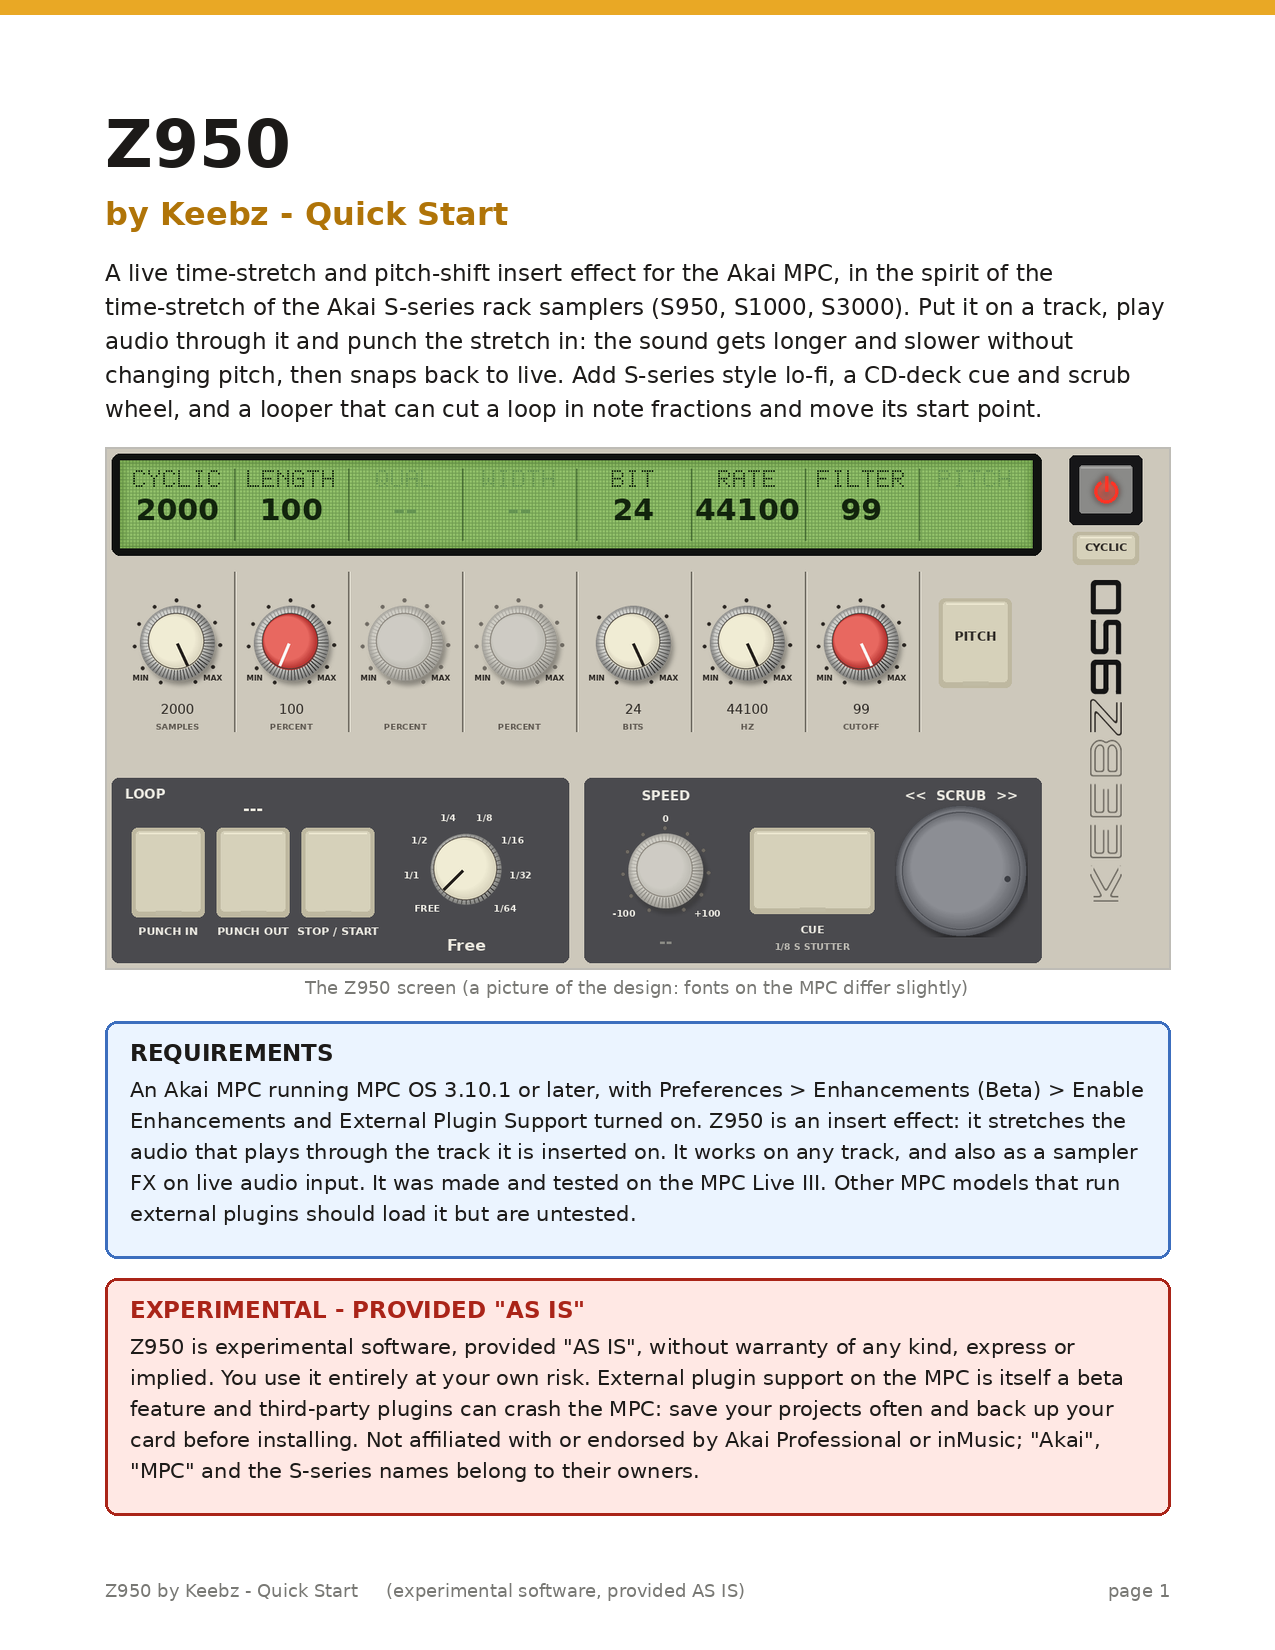 Z950
by Keebz - Quick Start
A live time-stretch and pitch-shift insert effect for the Akai MPC, in the spirit of the
time-stretch of the Akai S-series rack samplers (S950, S1000, S3000). Put it on a track, play
audio through it and punch the stretch in: the sound gets longer and slower without
changing pitch, then snaps back to live. Add S-series style lo-fi, a CD-deck cue and scrub
wheel, and a looper that can cut a loop in note fractions and move its start point.
CYCLIC LENGTH QUAL WIDTH BIT RATE FILTER PITCH
2000 100 -- -- 24 44100 99
CYCLIC
PITCH
MIN MAX MIN MAX MIN MAX MIN MAX MIN MAX MIN MAX MIN MAX
2000 100 24 44100 99
SAMPLES PERCENT PERCENT PERCENT BITS HZ CUTOFF
KEEBZ950
LOOP
---
PUNCH IN PUNCH OUT STOP / START
1/4 1/8
1/2 1/16
1/1 1/32
FREE 1/64
Free
SPEED
0
-100 +100
--
CUE
1/8 S STUTTER
<< SCRUB >>
The Z950 screen (a picture of the design: fonts on the MPC differ slightly)
REQUIREMENTS
An Akai MPC running MPC OS 3.10.1 or later, with Preferences > Enhancements (Beta) > Enable
Enhancements and External Plugin Support turned on. Z950 is an insert effect: it stretches the
audio that plays through the track it is inserted on. It works on any track, and also as a sampler
FX on live audio input. It was made and tested on the MPC Live III. Other MPC models that run
external plugins should load it but are untested.
EXPERIMENTAL - PROVIDED "AS IS"
Z950 is experimental software, provided "AS IS", without warranty of any kind, express or
implied. You use it entirely at your own risk. External plugin support on the MPC is itself a beta
feature and third-party plugins can crash the MPC: save your projects often and back up your
card before installing. Not affiliated with or endorsed by Akai Professional or inMusic; "Akai",
"MPC" and the S-series names belong to their owners.
Z950 by Keebz - Quick Start (experimental software, provided AS IS) page 1